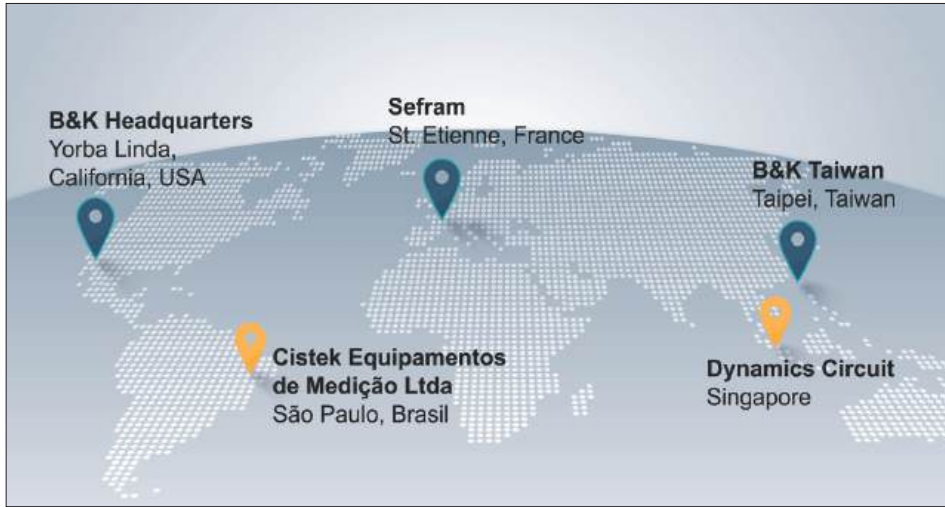 B&K Headquarters
Yorba Linda,
California, USA
Sefram
St. Etienne, France
B&K Taiwan
Taipei, Taiwan
Cistek Equipamentos
de Medição Ltda
São Paulo, Brasil
Dynamics Circuit
Singapore